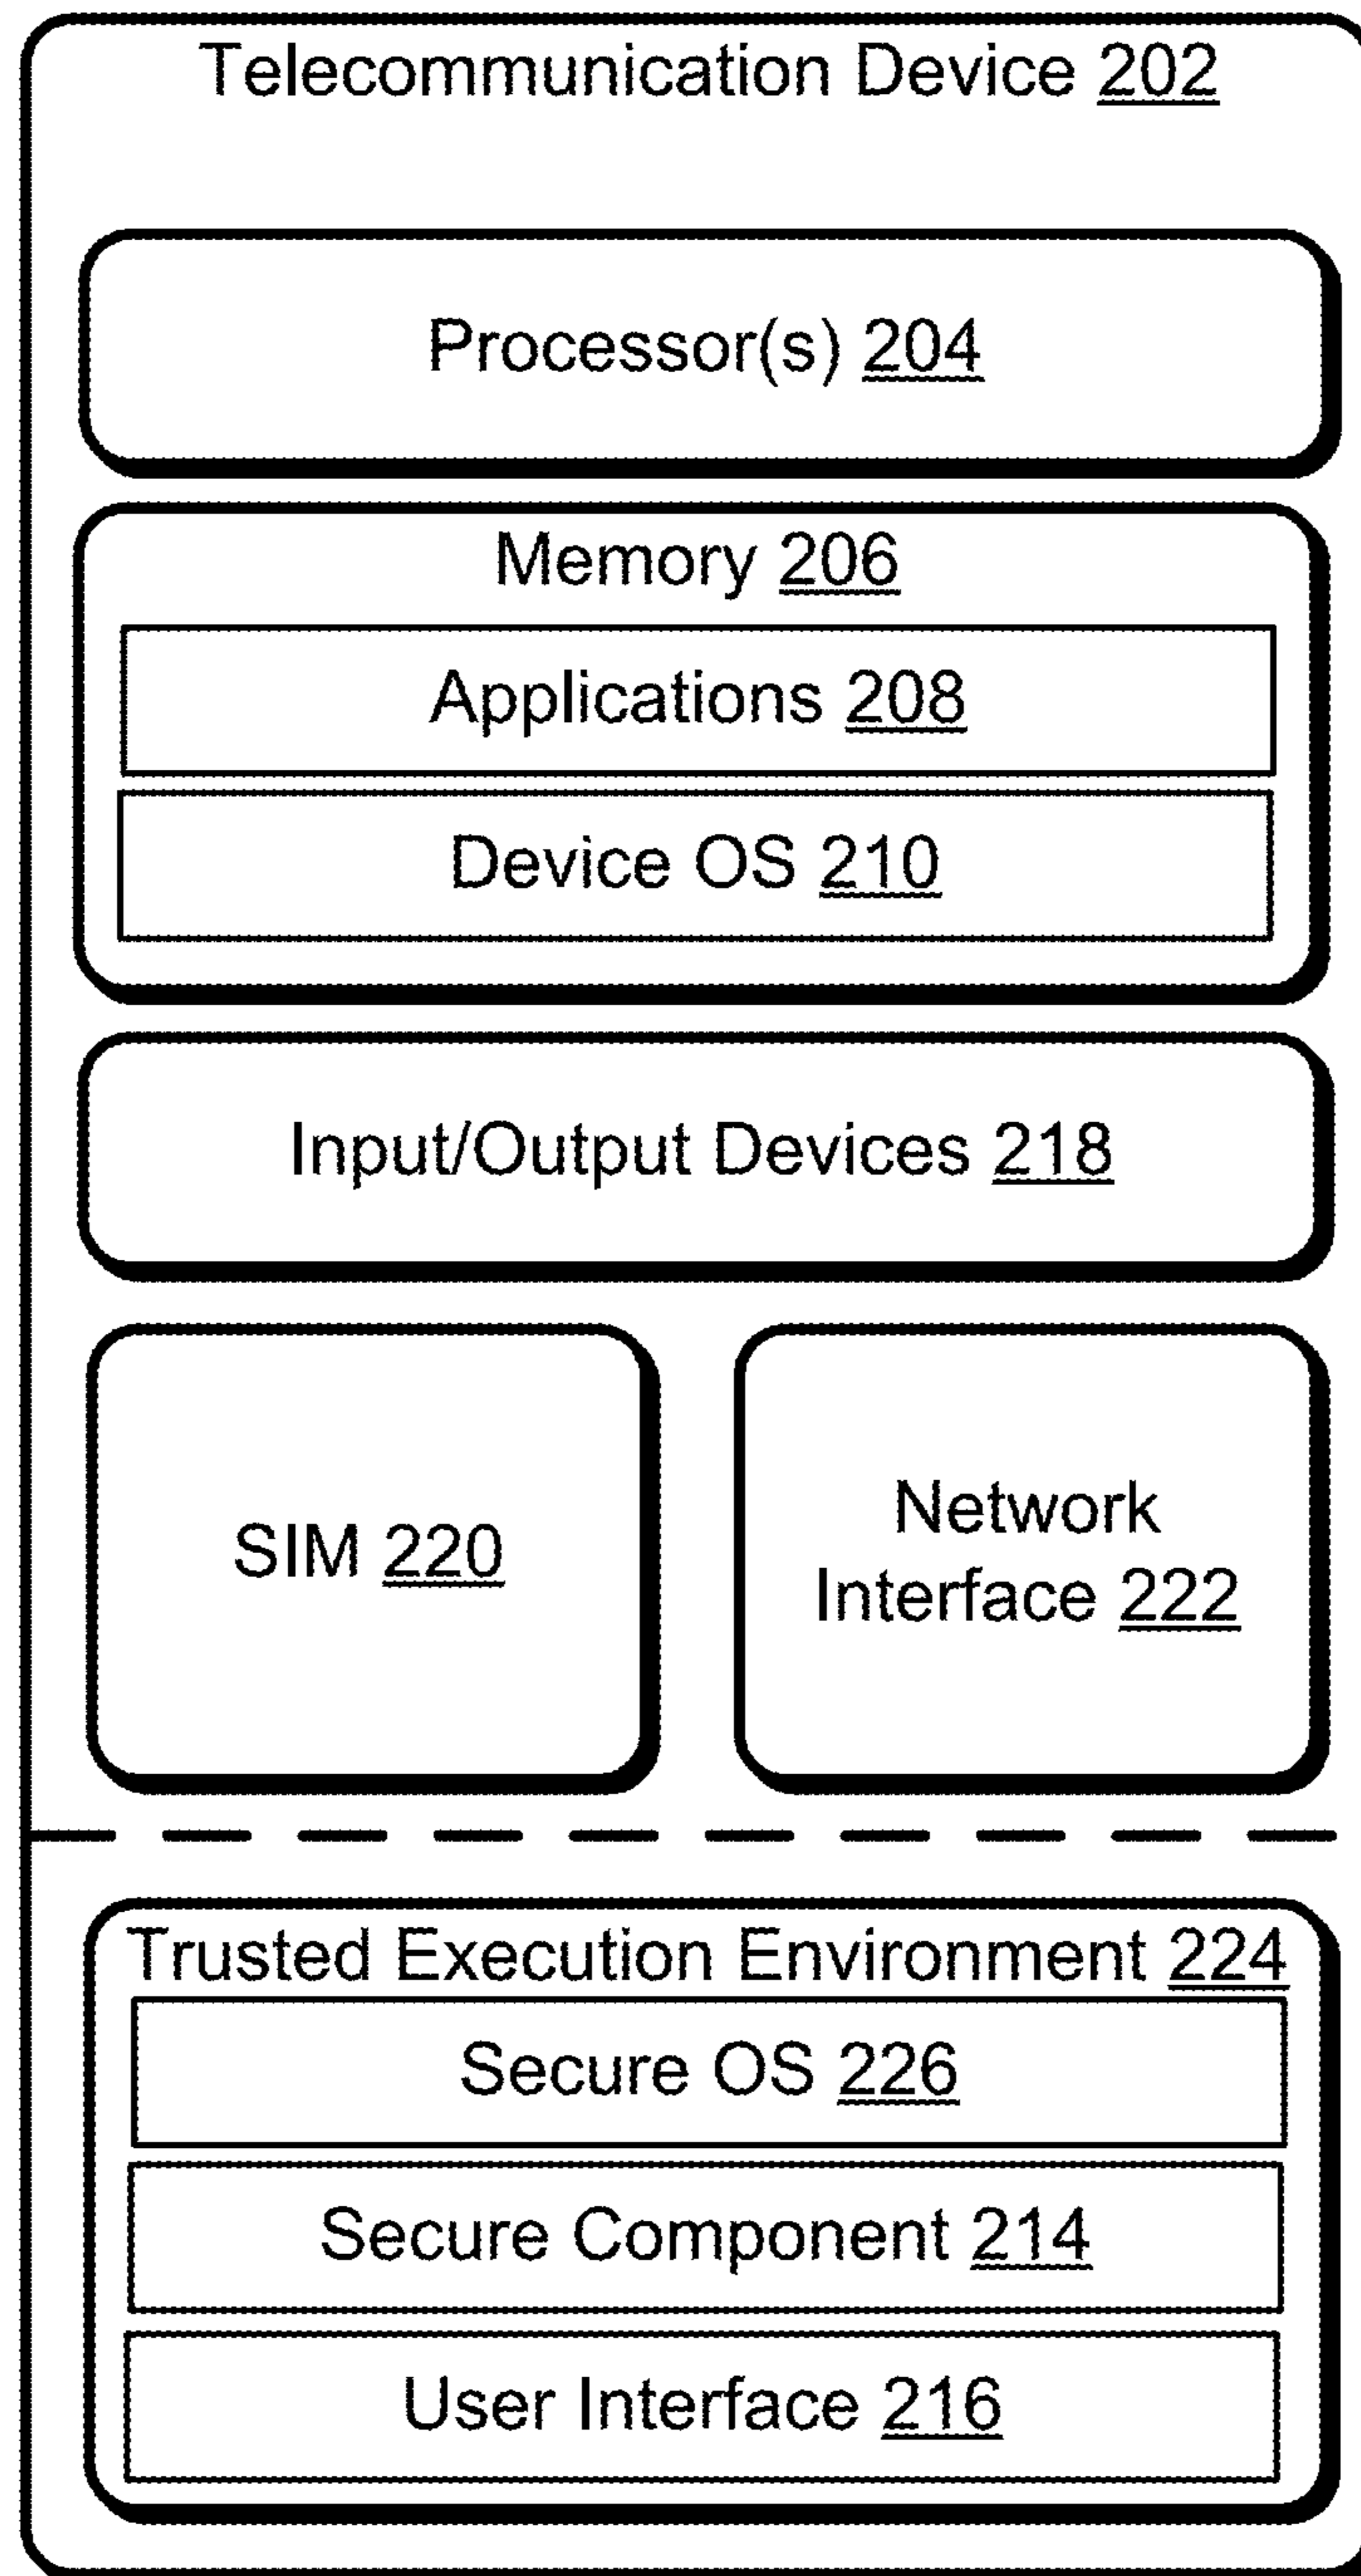 Telecommunication Device 202
Processor(s) 204
Memory 206
Applications 208
Device OS 210
Input/Output Devices 218
SIM 220
Network
Interface 222
Trusted Execution Environment 224
Secure OS 226
Secure Component 214
User Interface 216